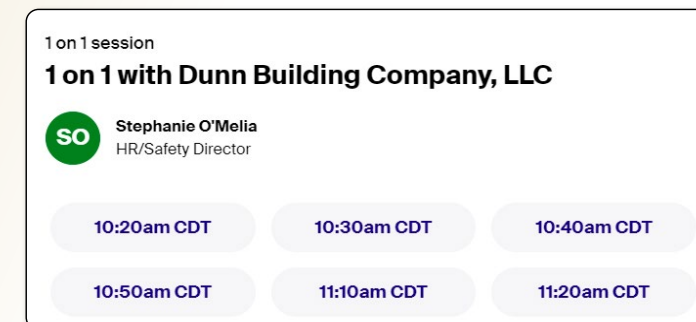 1 on 1 session
1 on 1 with Dunn Building Company, LLC
SO
Stephanie O'Melia
HR/Safety Director
10:20am CDT
10:30am CDT
10:40am CDT
10:50am CDT
11:10am CDT
11:20am CDT